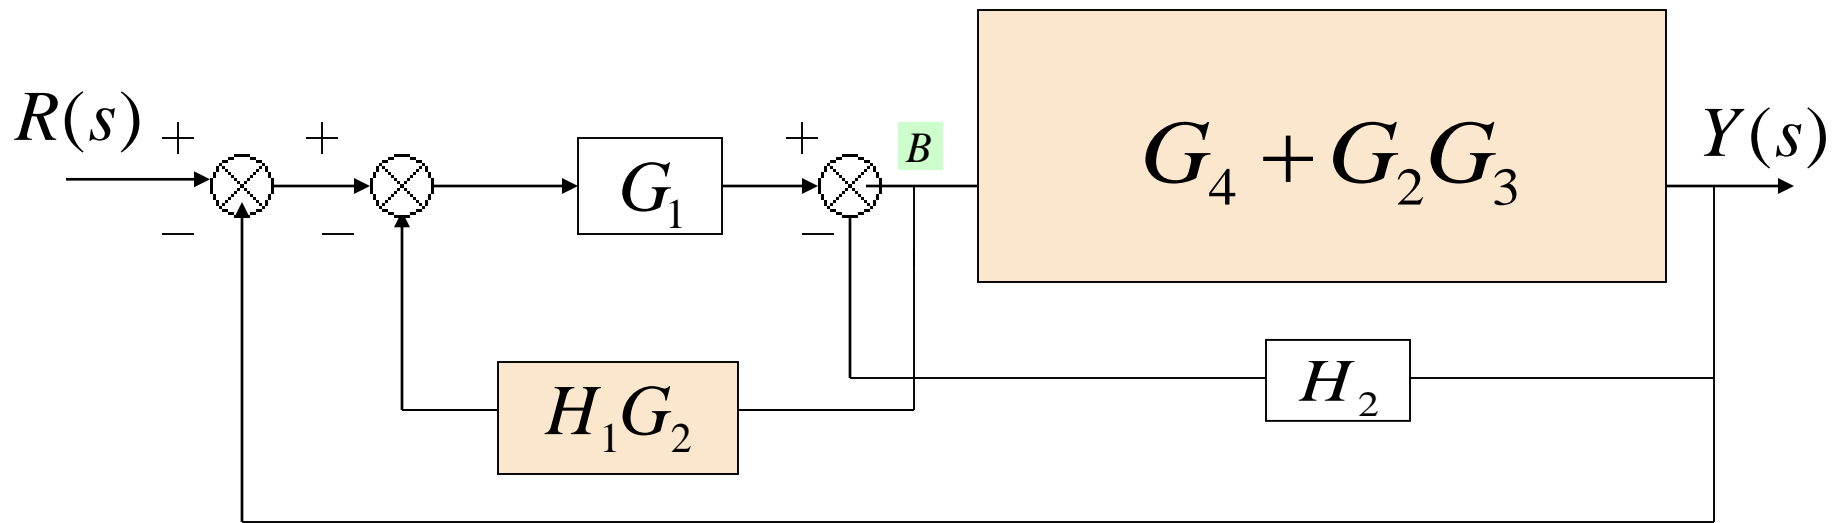 R(s)
+
−
+
−
G₁
+
−
B
G₄ + G₂G₃
Y(s)
H₁G₂
H₂